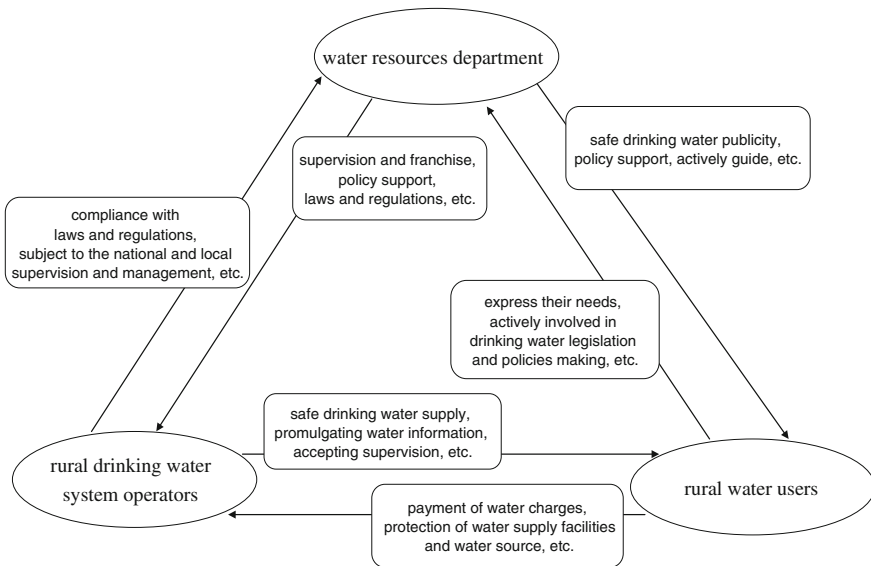 water resources department
safe drinking water publicity,
policy support, actively guide, etc.
supervision and franchise,
policy support,
laws and regulations, etc.
compliance with
laws and regulations,
subject to the national and local
supervision and management, etc.
express their needs,
actively involved in
drinking water legislation
and policies making, etc.
safe drinking water supply,
promulgating water information,
accepting supervision, etc.
rural drinking water
system operators
rural water users
payment of water charges,
protection of water supply facilities
and water source, etc.